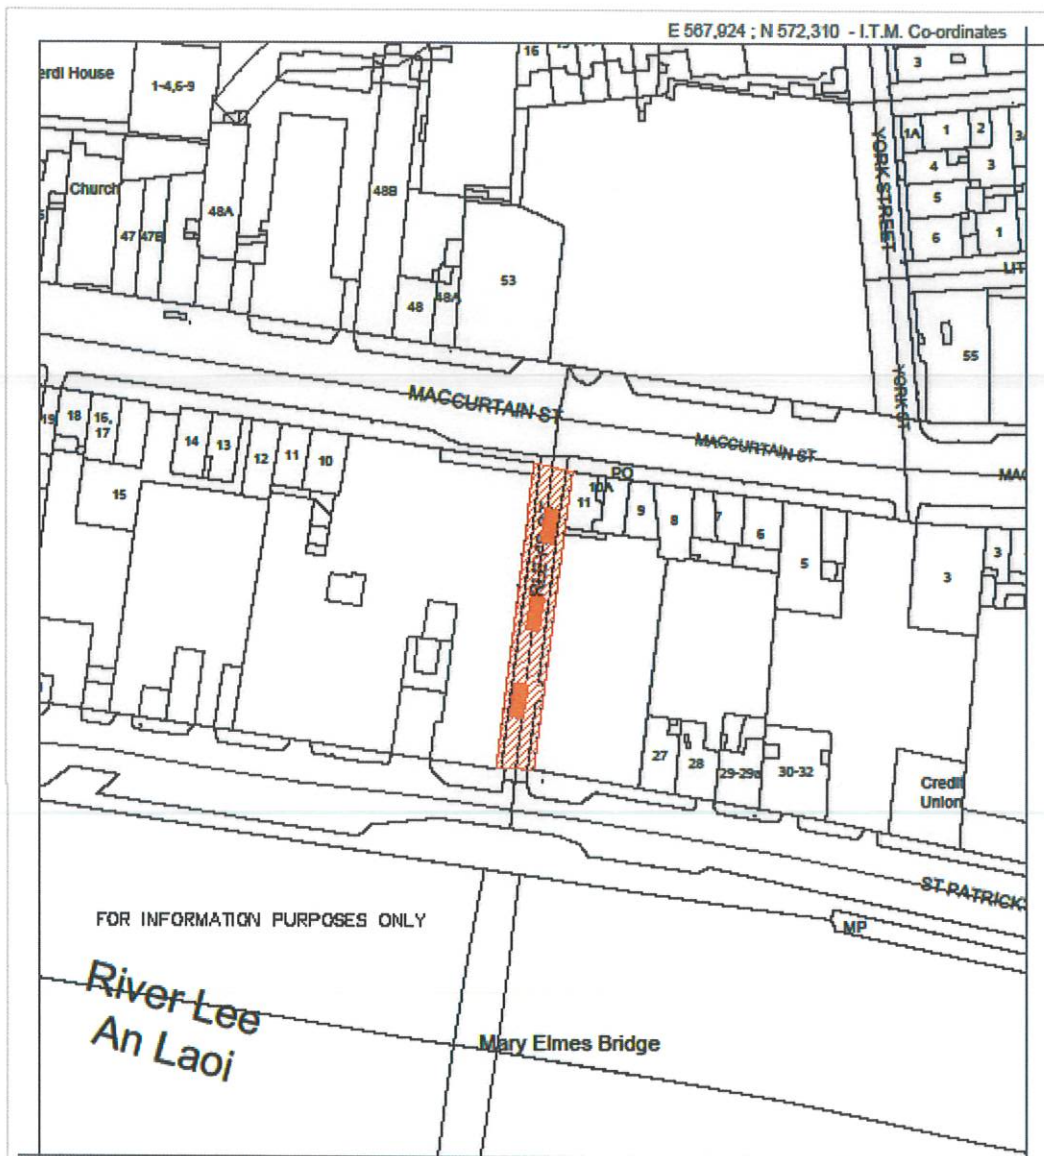 E 567,924 ; N 572,310 - I.T.M. Co-ordinates
erdi House
1-4,6-9
16
3
YORK STREET
1A
1
2
3A
4
3
5
6
1
LIT
Church
48B
48A
47
47B
53
48
48A
55
YORK ST
MACCURTAIN ST
MACCURTAIN ST
MAC
19
18
16,
17
14
13
12
11
10
15
PO
10A
11
9
8
7
6
5
3
3
27
28
29-29a
30-32
Credit
Union
ST PATRICK
MP
FOR INFORMATION PURPOSES ONLY
River Lee
An Laoi
Mary Elmes Bridge